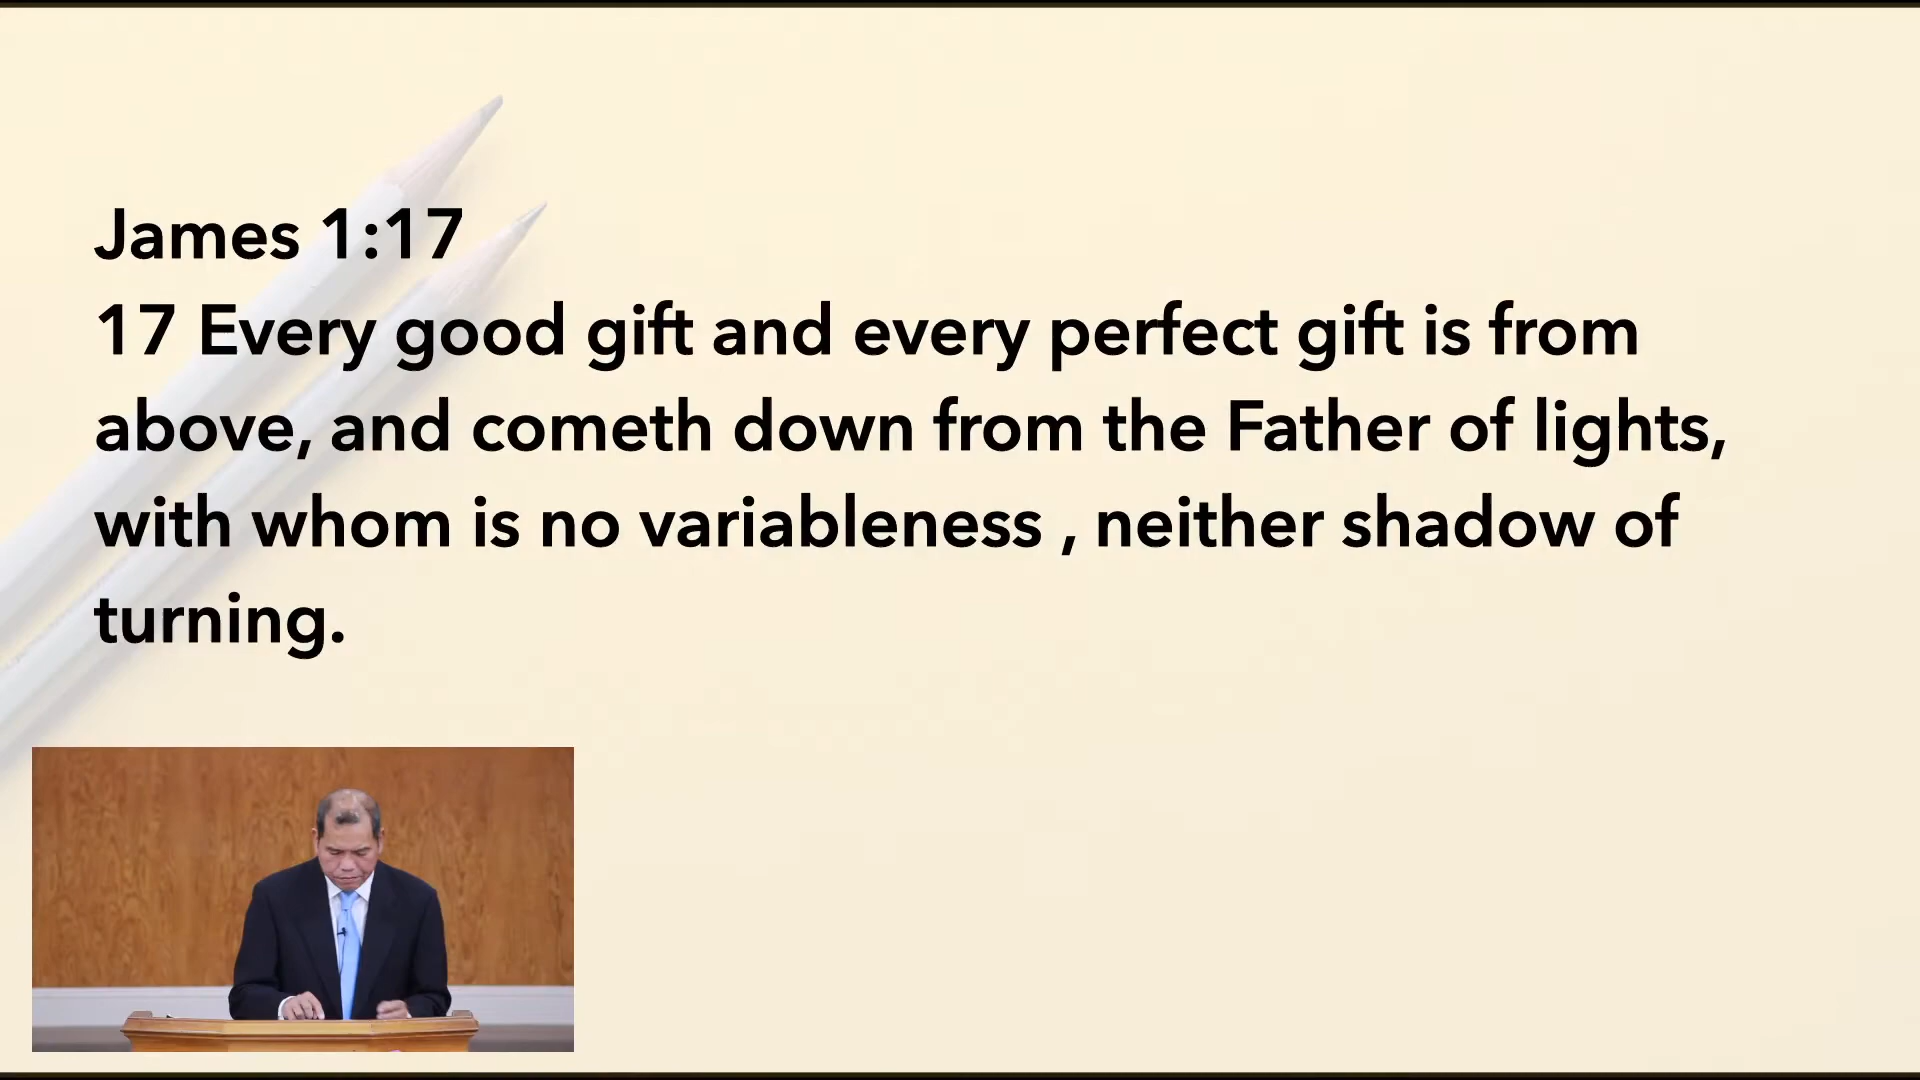 James 1:17
17 Every good gift and every perfect gift is from
above, and cometh down from the Father of lights,
with whom is no variableness , neither shadow of
turning.